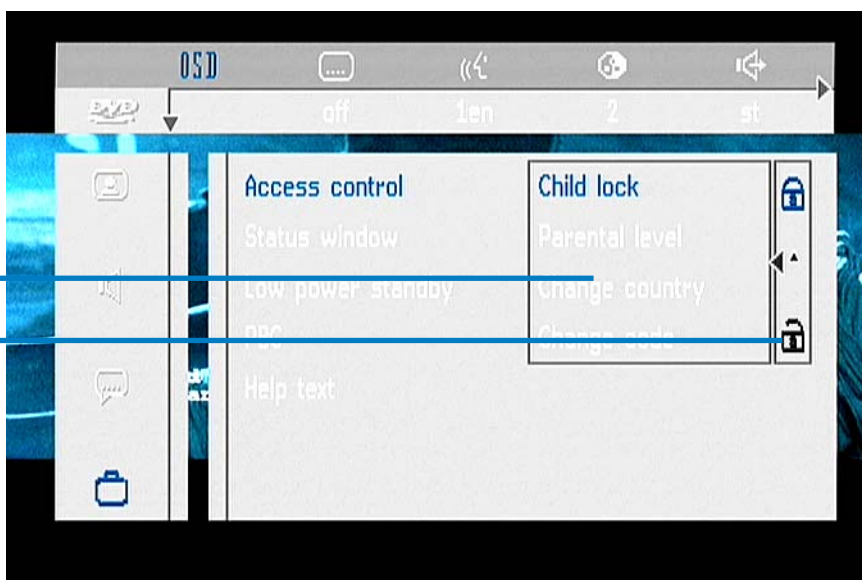 OSD
off 1en 2 st
Access control Child lock
Status window Parental level
Low power standby Change country
PBC Change code
Help text